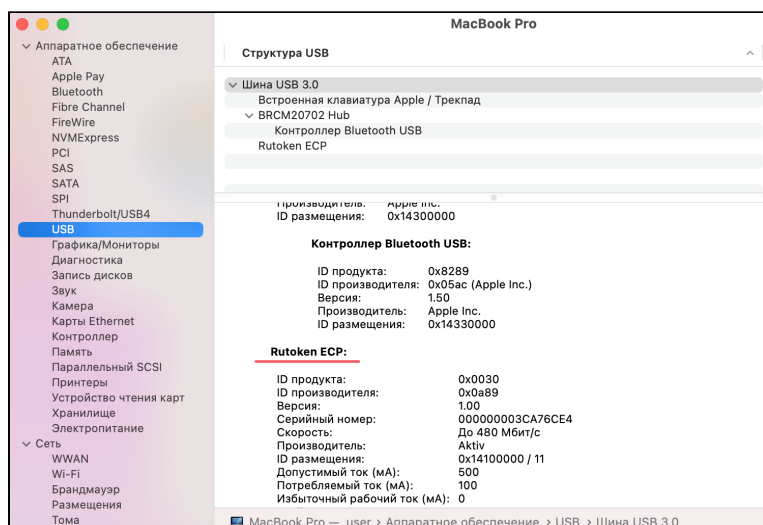 MacBook Pro
Аппаратное обеспечение
ATA
Apple Pay
Bluetooth
Fibre Channel
FireWire
NVMExpress
PCI
SAS
SATA
SPI
Thunderbolt/USB4
USB
Графика/Мониторы
Диагностика
Запись дисков
Звук
Камера
Карты Ethernet
Контроллер
Память
Параллельный SCSI
Принтеры
Устройство чтения карт
Хранилище
Электропитание
Сеть
WWAN
Wi-Fi
Брандмауэр
Размещения
Тома
Структура USB
Шина USB 3.0
Встроенная клавиатура Apple / Трекпад
BRCM20702 Hub
Контроллер Bluetooth USB
Rutoken ECP
Производитель: Apple Inc.
ID размещения: 0x14300000
Контроллер Bluetooth USB:
ID продукта: 0x8289
ID производителя: 0x05ac (Apple Inc.)
Версия: 1.50
Производитель: Apple Inc.
ID размещения: 0x14330000
Rutoken ECP:
ID продукта: 0x0030
ID производителя: 0x0a89
Версия: 1.00
Серийный номер: 000000003CA76CE4
Скорость: До 480 Мбит/с
Производитель: Aktiv
ID размещения: 0x14100000 / 11
Допустимый ток (мА): 500
Потребляемый ток (мА): 100
Избыточный рабочий ток (мА): 0
MacBook Pro — user › Аппаратное обеспечение › USB › Шина USB 3.0